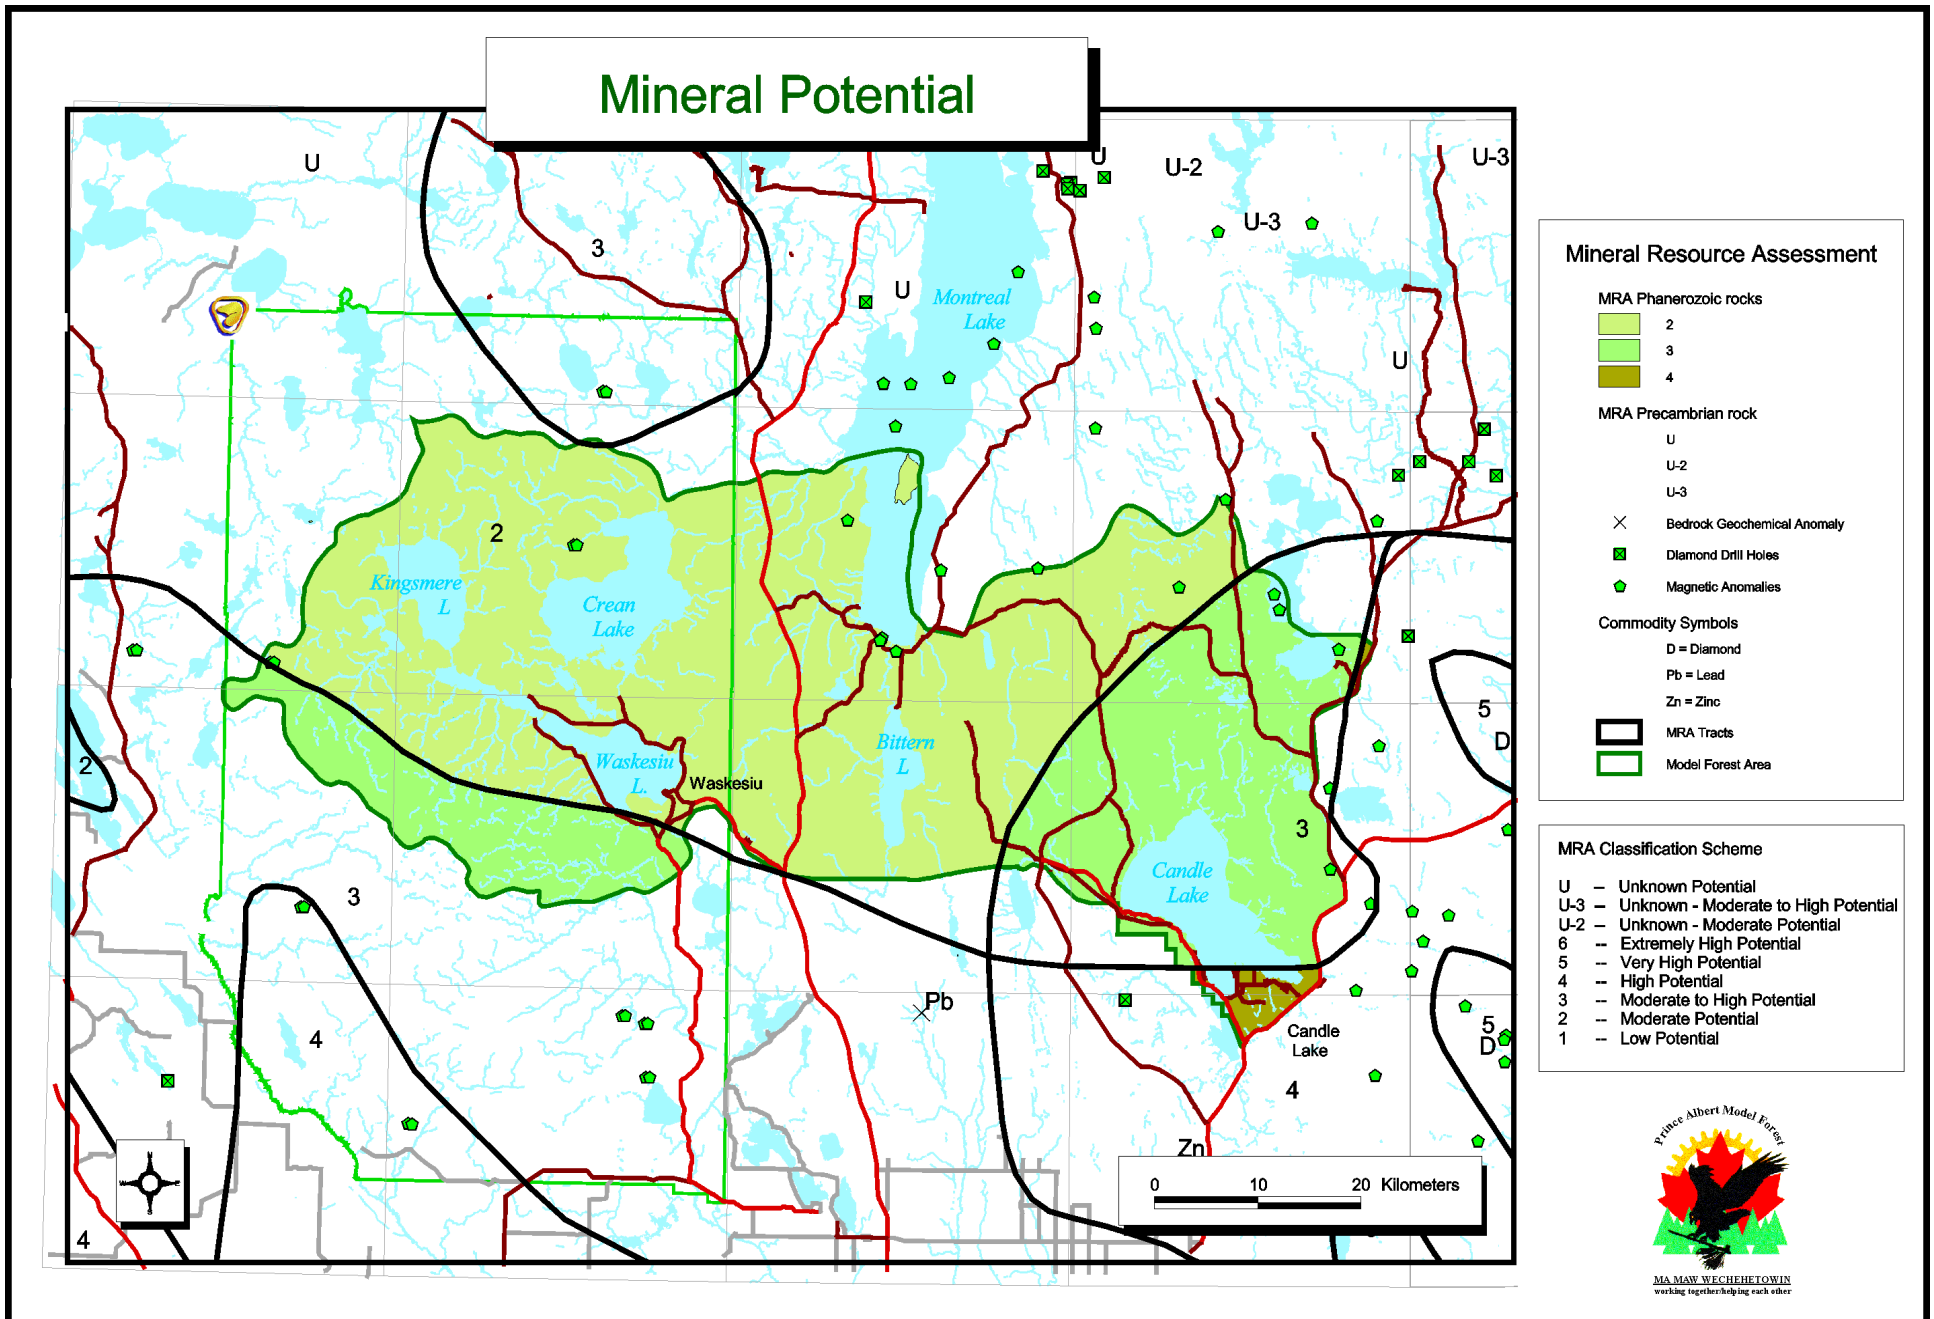 Mineral Potential
U
U
U-2
U-3
3
U-3
U
Montreal
Lake
U
2
Kingsmere
L
Crean
Lake
5
D
2
Waskesiu
L.
Waskesiu
Bittern
L
3
Candle
Lake
3
Pb
4
5
D
Candle
Lake
4
Zn
4
N
W
E
S
0
10
20
Kilometers
Mineral Resource Assessment
MRA Phanerozoic rocks
2
3
4
MRA Precambrian rock
U
U-2
U-3
Bedrock Geochemical Anomaly
Diamond Drill Holes
Magnetic Anomalies
Commodity Symbols
D = Diamond
Pb = Lead
Zn = Zinc
MRA Tracts
Model Forest Area
MRA Classification Scheme
U – Unknown Potential
U-3 – Unknown - Moderate to High Potential
U-2 – Unknown - Moderate Potential
6 -- Extremely High Potential
5 -- Very High Potential
4 -- High Potential
3 -- Moderate to High Potential
2 -- Moderate Potential
1 -- Low Potential
Prince Albert Model Forest
MA MAW WECHEHETOWIN
working together/helping each other